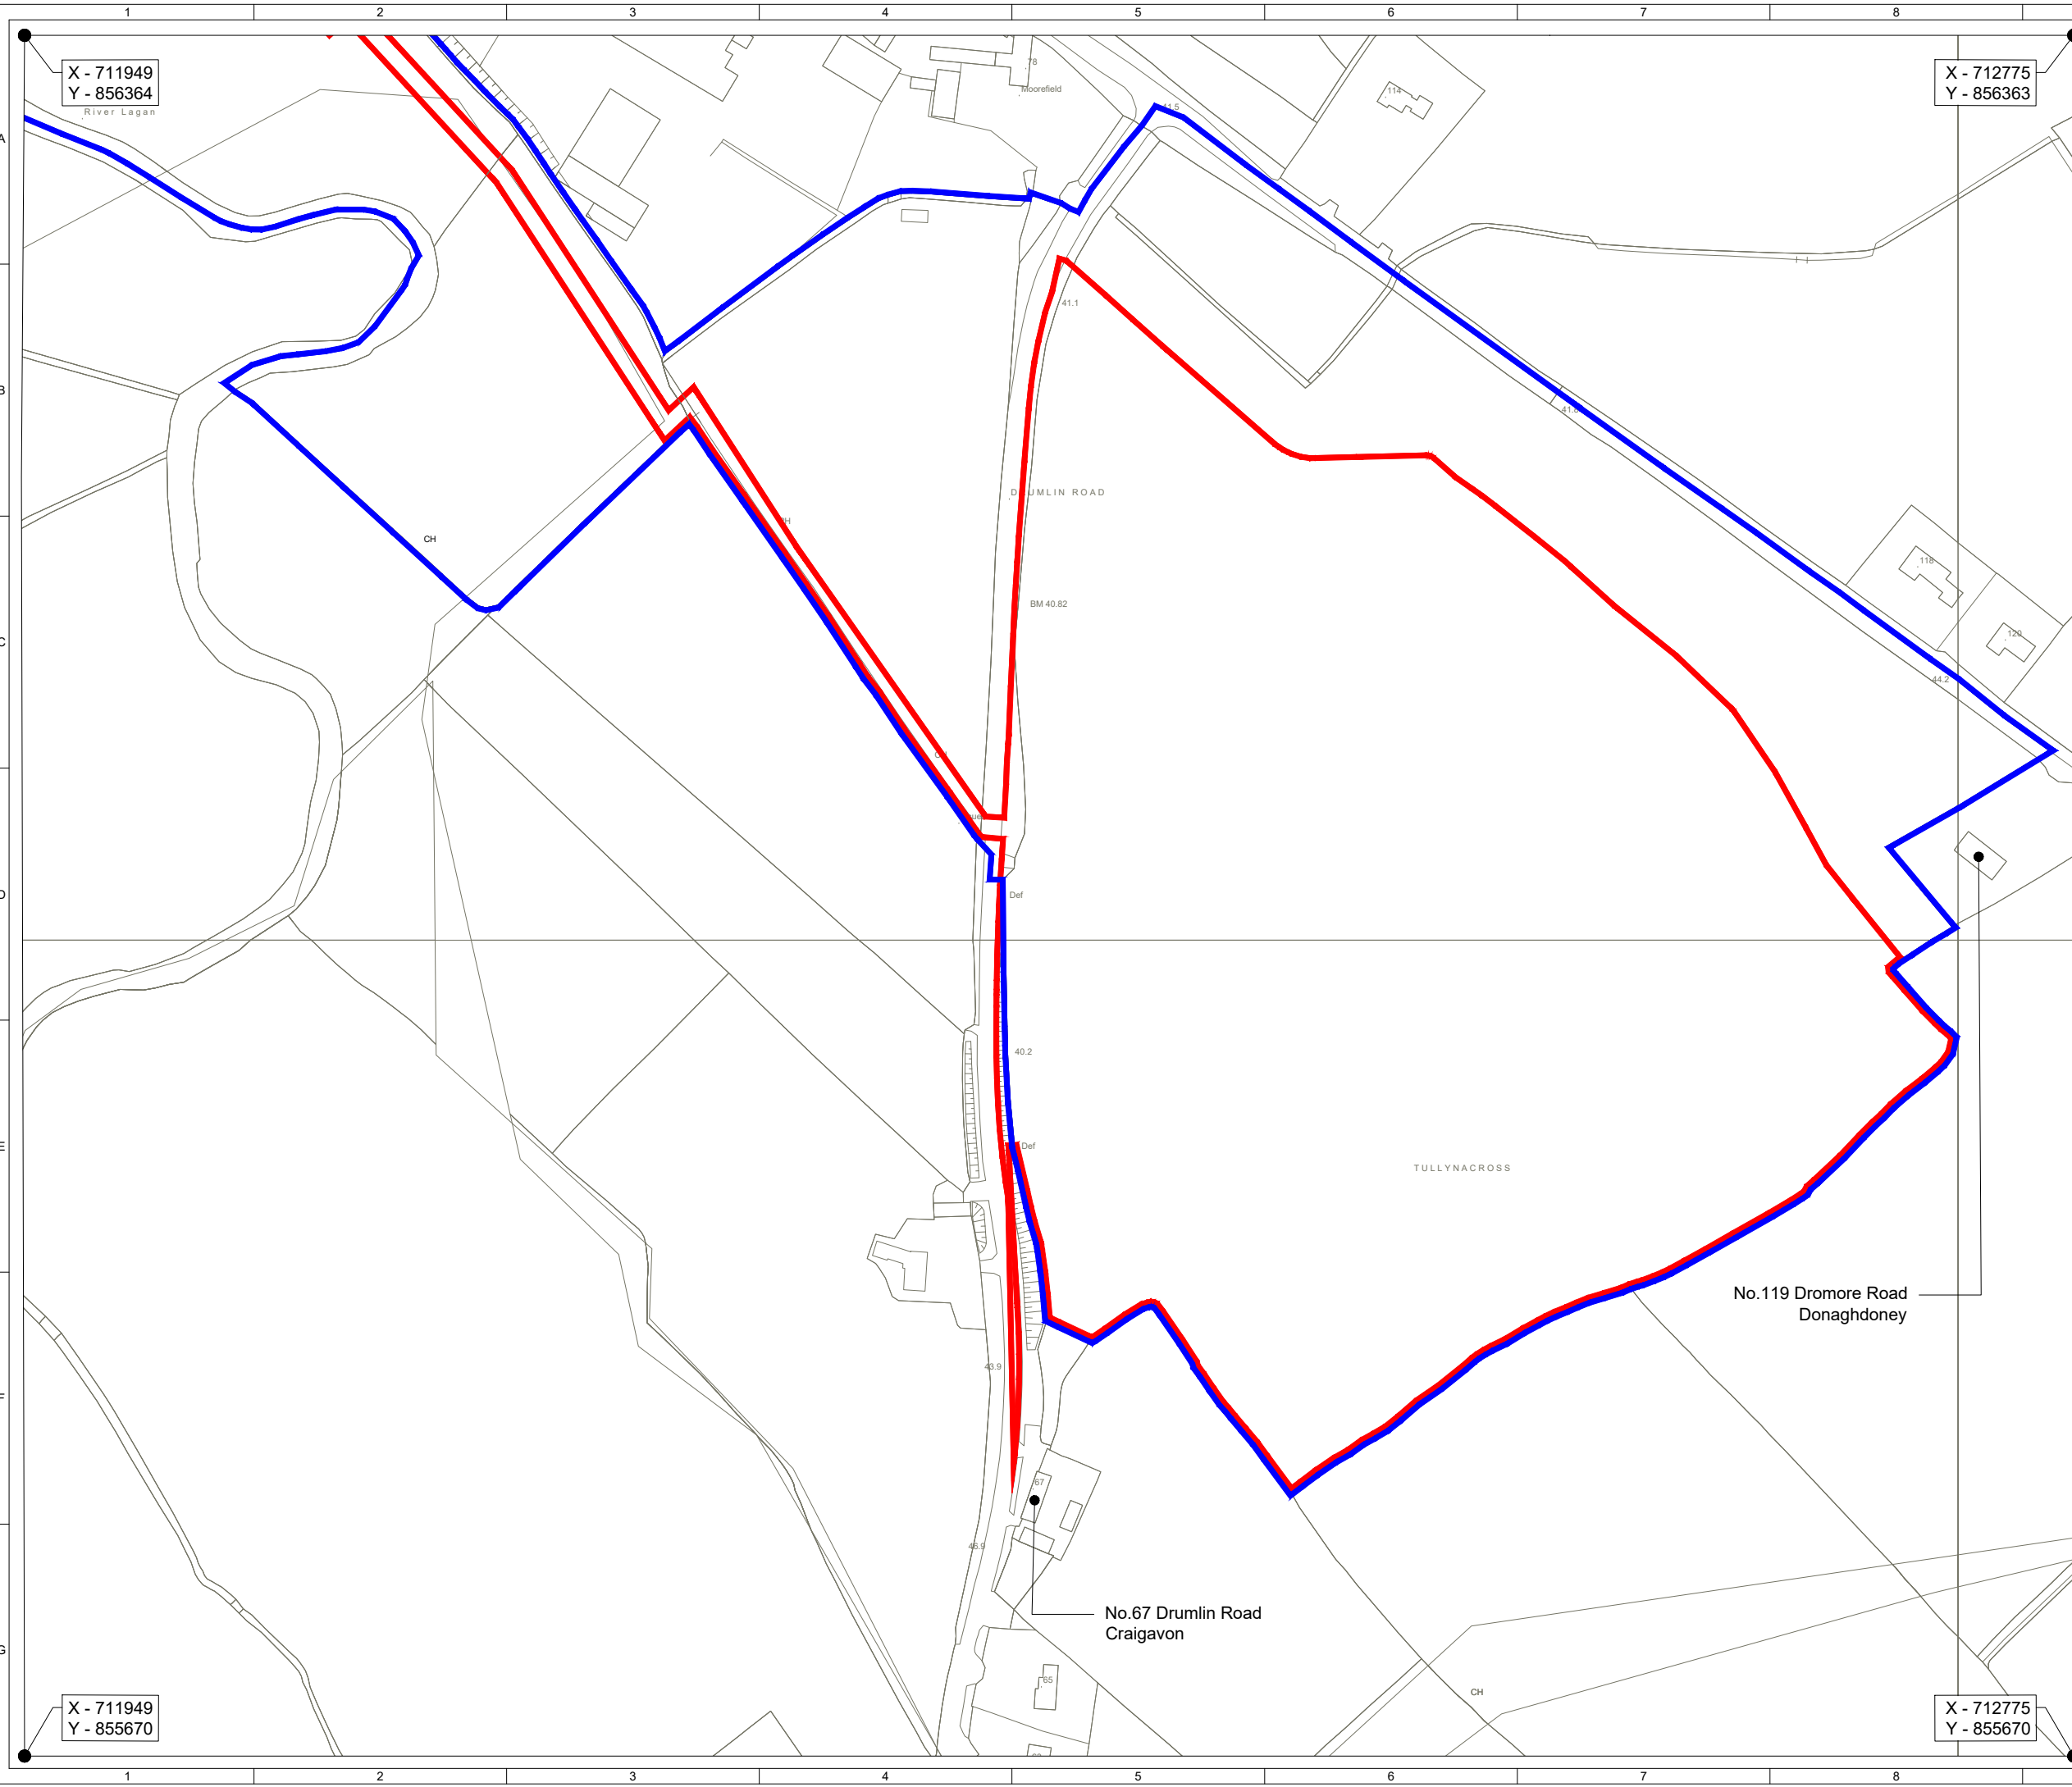 1 2 3 4 5 6 7 8
X - 711949
Y - 856364
X - 712775
Y - 856363
River Lagan
78
Moorefield
114
41.5
A
41.1
B
DRUMLIN ROAD
CH
CH
BM 40.82
118
120
C
44.2
D
Def
40.2
E
Def
TULLYNACROSS
No.119 Dromore Road
Donaghdoney
43.9
F
67
46.9
No.67 Drumlin Road
Craigavon
G
65
CH
X - 711949
Y - 855670
X - 712775
Y - 855670
1 2 3 4 5 6 7 8